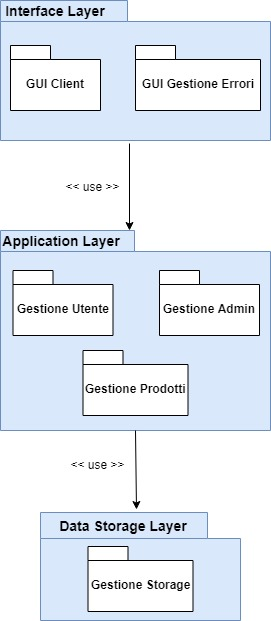 Interface Layer
GUI Client
GUI Gestione Errori
<< use >>
Application Layer
Gestione Utente
Gestione Admin
Gestione Prodotti
<< use >>
Data Storage Layer
Gestione Storage